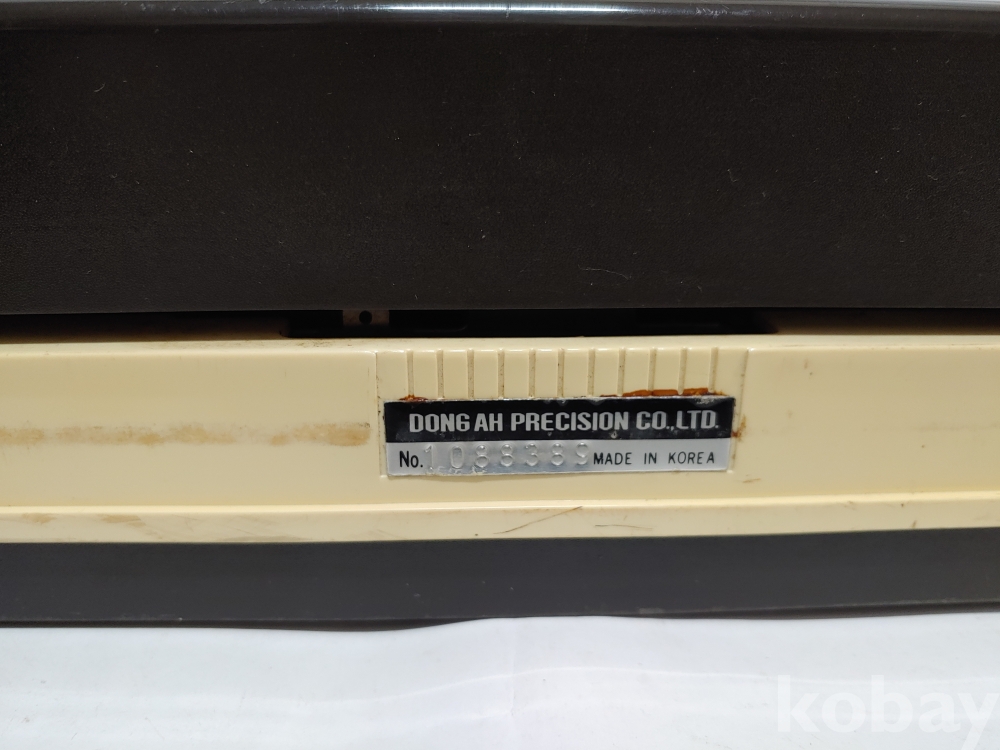 DONG AH PRECISION CO., LTD.
No. 1088389 MADE IN KOREA
kobay